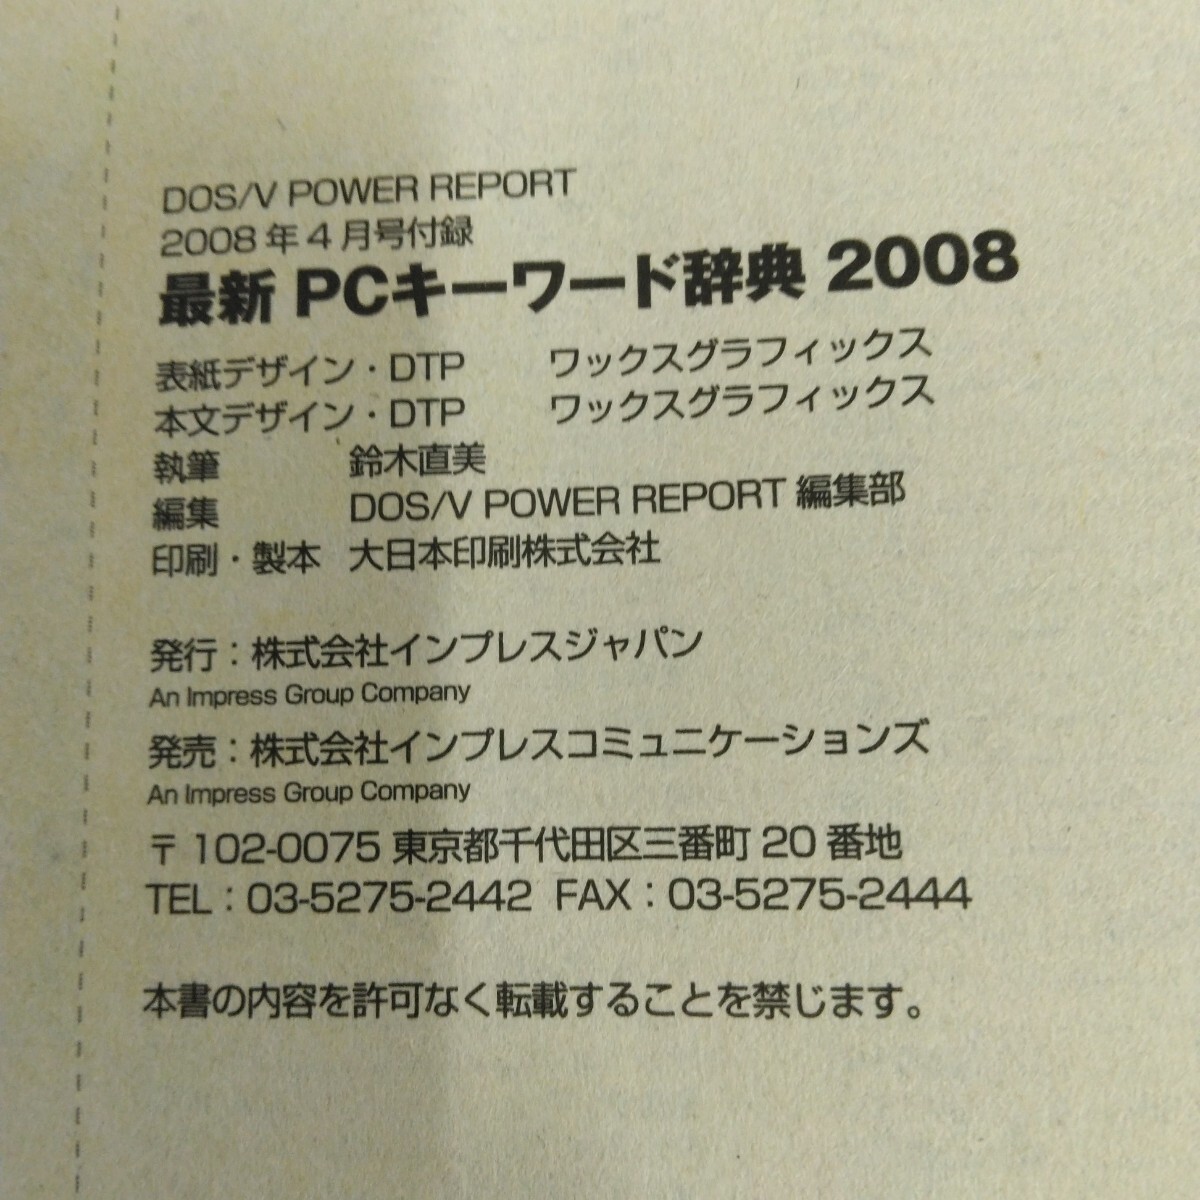 DOS/V POWER REPORT
2008年4月号付録
最新 PCキーワード辞典 2008
表紙デザイン・DTP ワックスグラフィックス
本文デザイン・DTP ワックスグラフィックス
執筆 鈴木直美
編集 DOS/V POWER REPORT 編集部
印刷・製本 大日本印刷株式会社
発行：株式会社インプレスジャパン
An Impress Group Company
発売：株式会社インプレスコミュニケーションズ
An Impress Group Company
〒102-0075 東京都千代田区三番町 20 番地
TEL：03-5275-2442 FAX：03-5275-2444
本書の内容を許可なく転載することを禁じます。